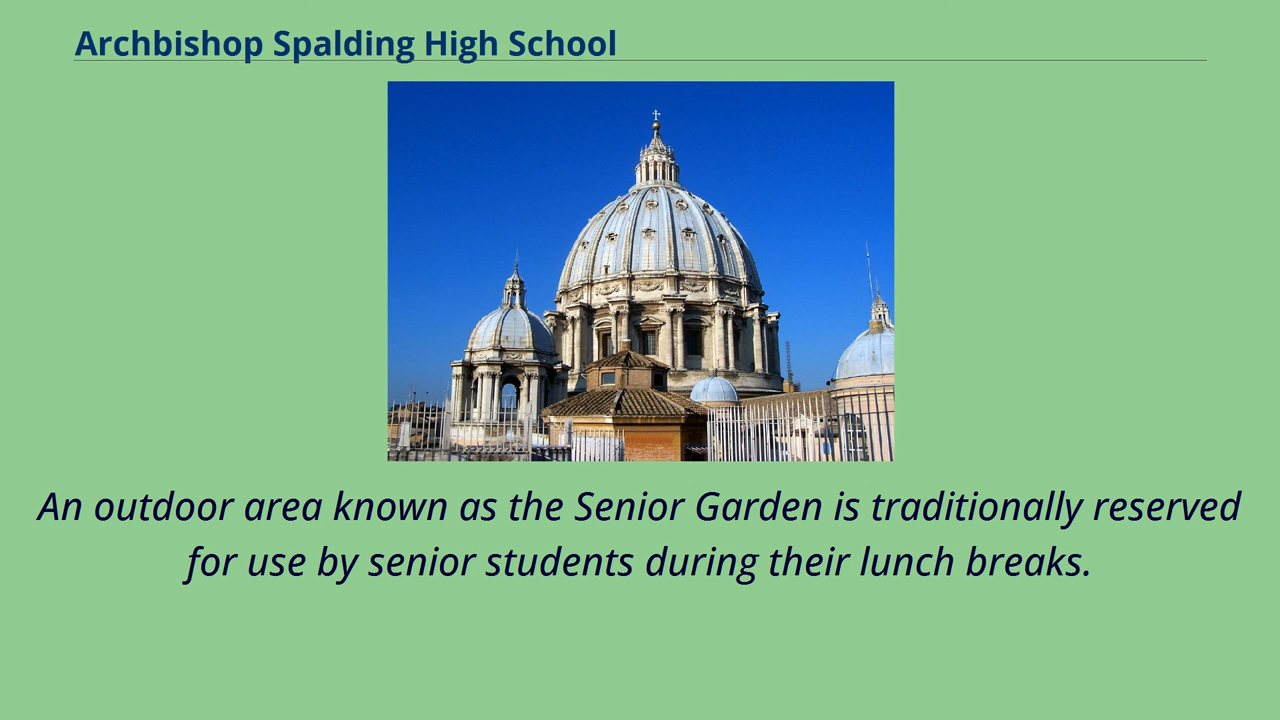 Archbishop Spalding High School
An outdoor area known as the Senior Garden is traditionally reserved
for use by senior students during their lunch breaks.